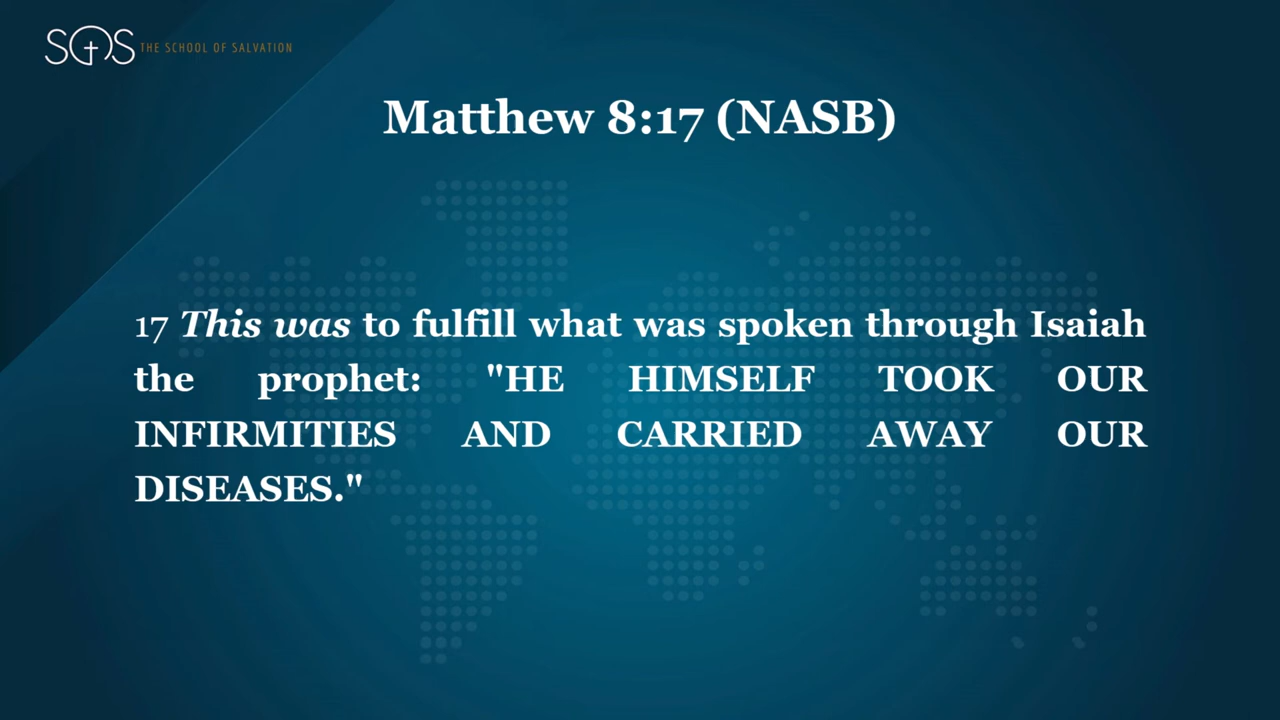 SOS THE SCHOOL OF SALVATION
Matthew 8:17 (NASB)
17 This was to fulfill what was spoken through Isaiah
the prophet: "HE HIMSELF TOOK OUR
INFIRMITIES AND CARRIED AWAY OUR
DISEASES."